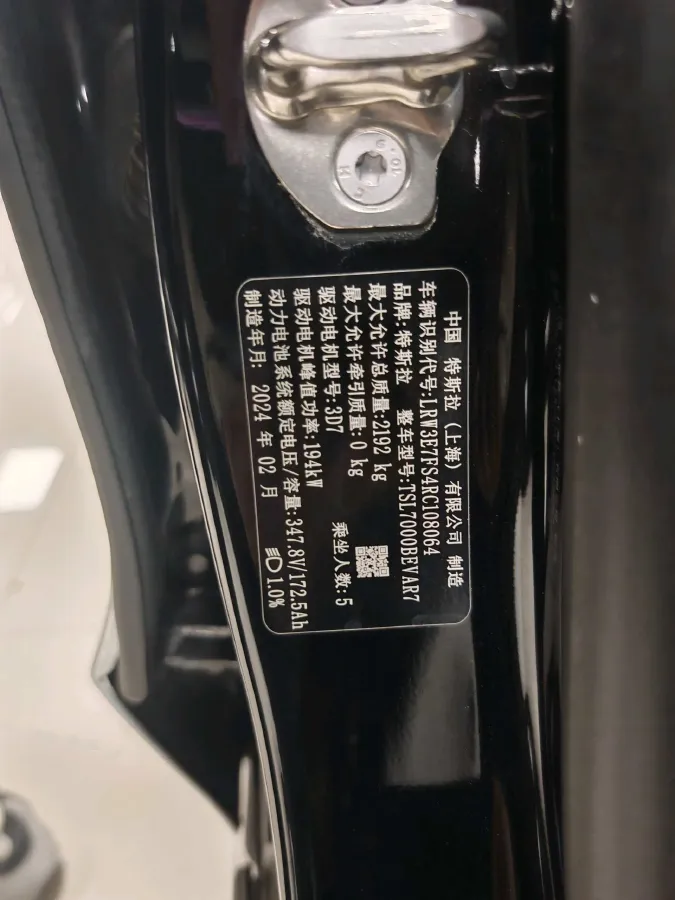 中国 特斯拉（上海）有限公司 制造
车辆识别代号:LRW3E7FS4RC108064
品牌:特斯拉 整车型号:TSL7000BEVAR7
最大允许总质量:2192 kg
最大允许牵引质量:0 kg
驱动电机型号:3D7 乘坐人数:5
驱动电机峰值功率:194kW
动力电池系统额定电压/容量:347.8V/172.5Ah
制造年月: 2024 年 02 月 1.0%
10.9